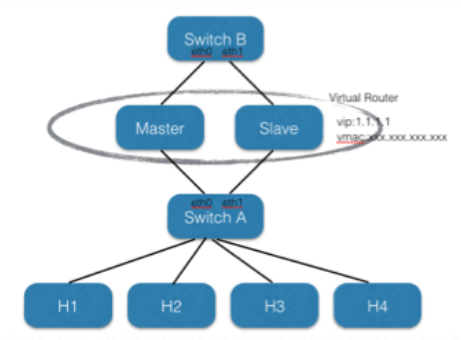 Switch B
eth0 eth1
Virtual Router
Master
Slave
vip:1.1.1.1
vmac:xxx.xxx.xxx.xxx
eth0 eth1
Switch A
H1
H2
H3
H4